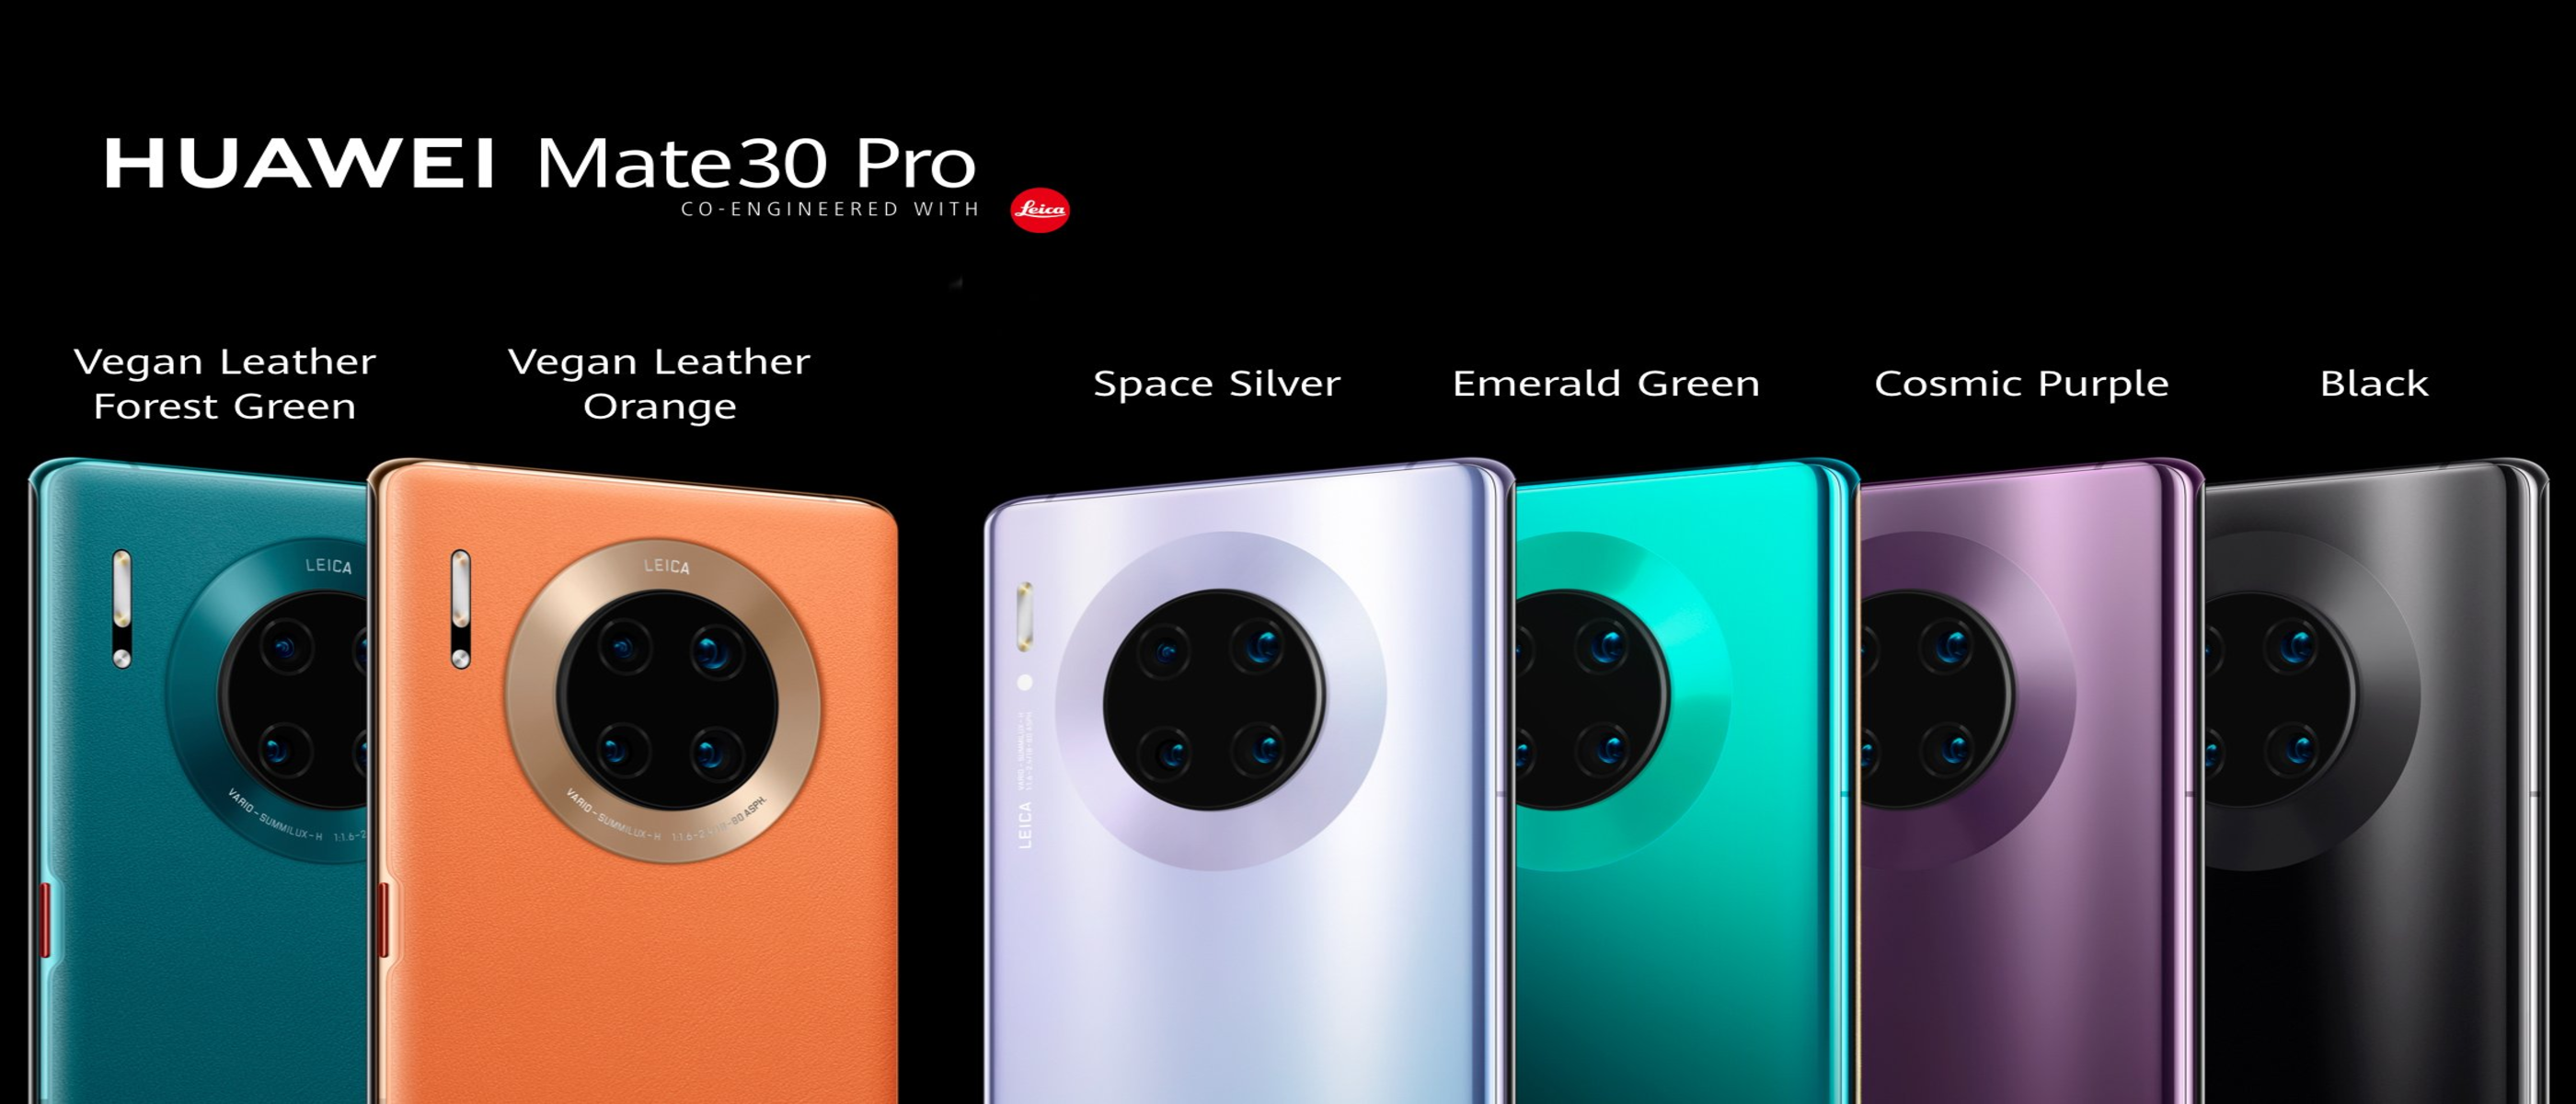 HUAWEI Mate30 Pro
CO-ENGINEERED WITH
Leica
Vegan Leather
Forest Green
Vegan Leather
Orange
Space Silver
Emerald Green
Cosmic Purple
Black
LEICA
VARIO-SUMMILUX-H 1:1.6-2
LEICA
VARIO-SUMMILUX-H 1:1.6-2
-80 ASPH.
LEICA